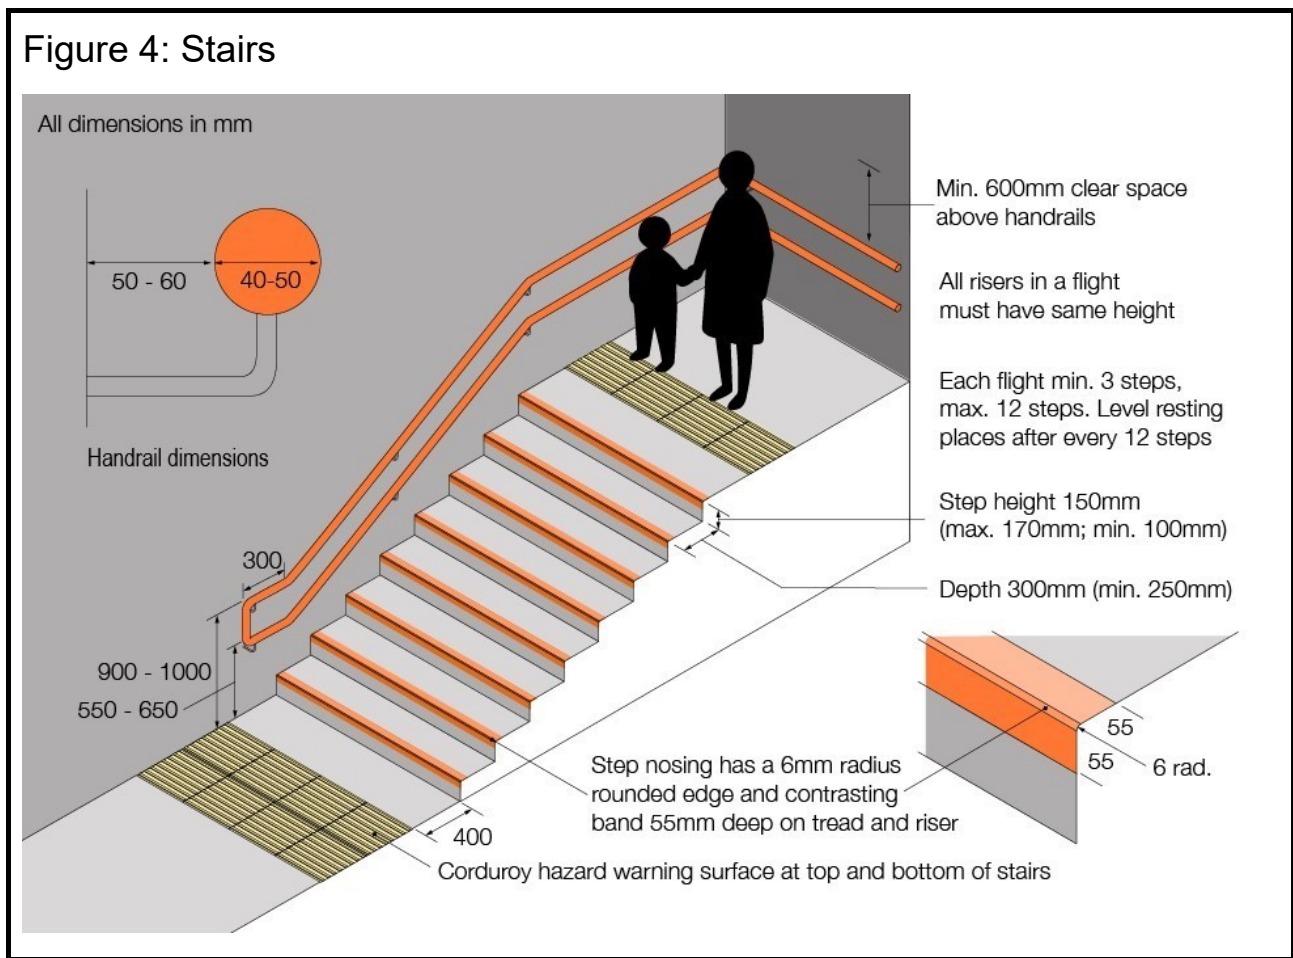 Figure 4: Stairs
All dimensions in mm
50 - 60
40-50
Handrail dimensions
Min. 600mm clear space
above handrails
All risers in a flight
must have same height
Each flight min. 3 steps,
max. 12 steps. Level resting
places after every 12 steps
Step height 150mm
(max. 170mm; min. 100mm)
Depth 300mm (min. 250mm)
300
900 - 1000
550 - 650
55
55
6 rad.
Step nosing has a 6mm radius
rounded edge and contrasting
band 55mm deep on tread and riser
400
Corduroy hazard warning surface at top and bottom of stairs